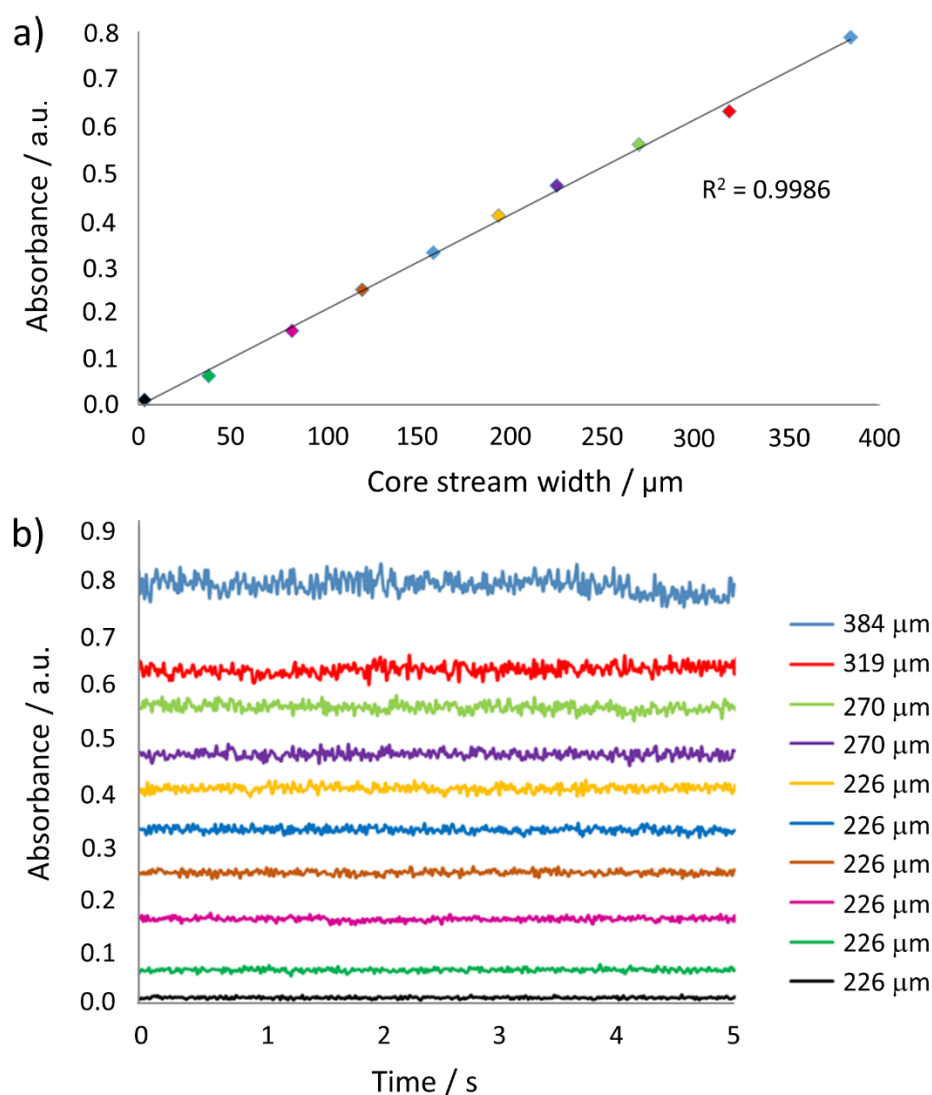 a)
Absorbance / a.u.
0.8
0.7
0.6
0.5
0.4
0.3
0.2
0.1
0.0
R² = 0.9986
0 50 100 150 200 250 300 350 400
Core stream width / µm
b)
Absorbance / a.u.
0.9
0.8
0.7
0.6
0.5
0.4
0.3
0.2
0.1
0.0
0 1 2 3 4 5
Time / s
384 µm
319 µm
270 µm
270 µm
226 µm
226 µm
226 µm
226 µm
226 µm
226 µm